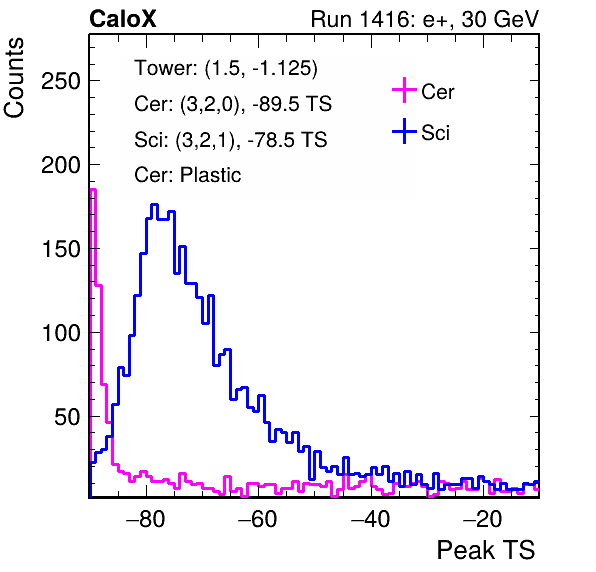 CaloX Run 1416: e+, 30 GeV
Counts
Tower: (1.5, -1.125)
Cer: (3,2,0), -89.5 TS
Sci: (3,2,1), -78.5 TS
Cer: Plastic
Cer
Sci
250
200
150
100
50
−80 −60 −40 −20
Peak TS